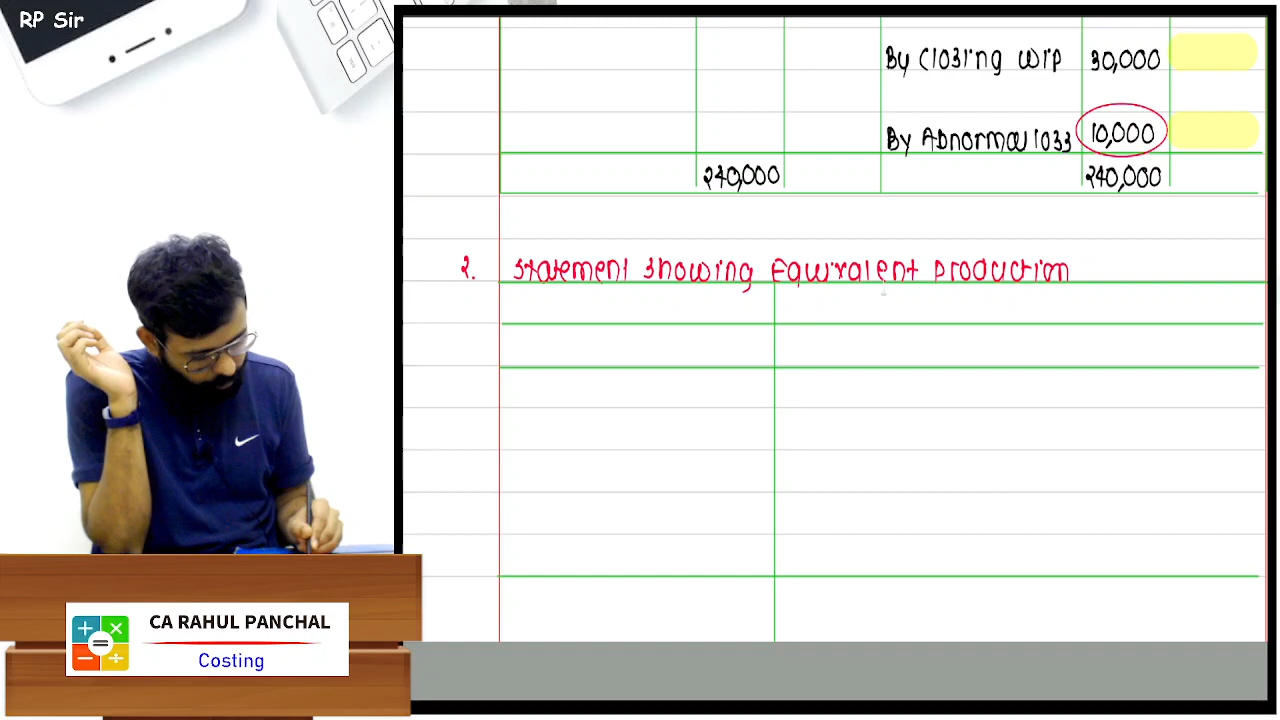 RP Sir
By Closing WIP 30,000
By Abnormal loss 10,000
240,000 240,000
2. Statement Showing Equivalent Production
CA RAHUL PANCHAL
Costing